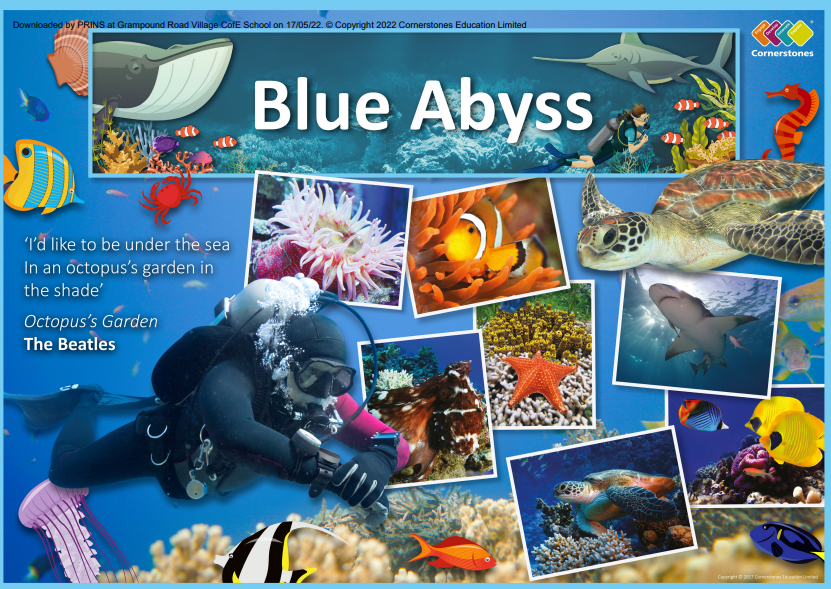 Downloaded by PRINS at Grampound Road Village CofE School on 17/05/22. © Copyright 2022 Cornerstones Education Limited
Cornerstones
Blue Abyss
‘I’d like to be under the sea
In an octopus’s garden in
the shade’
Octopus’s Garden
The Beatles
Copyright © 2017 Cornerstones Education Limited